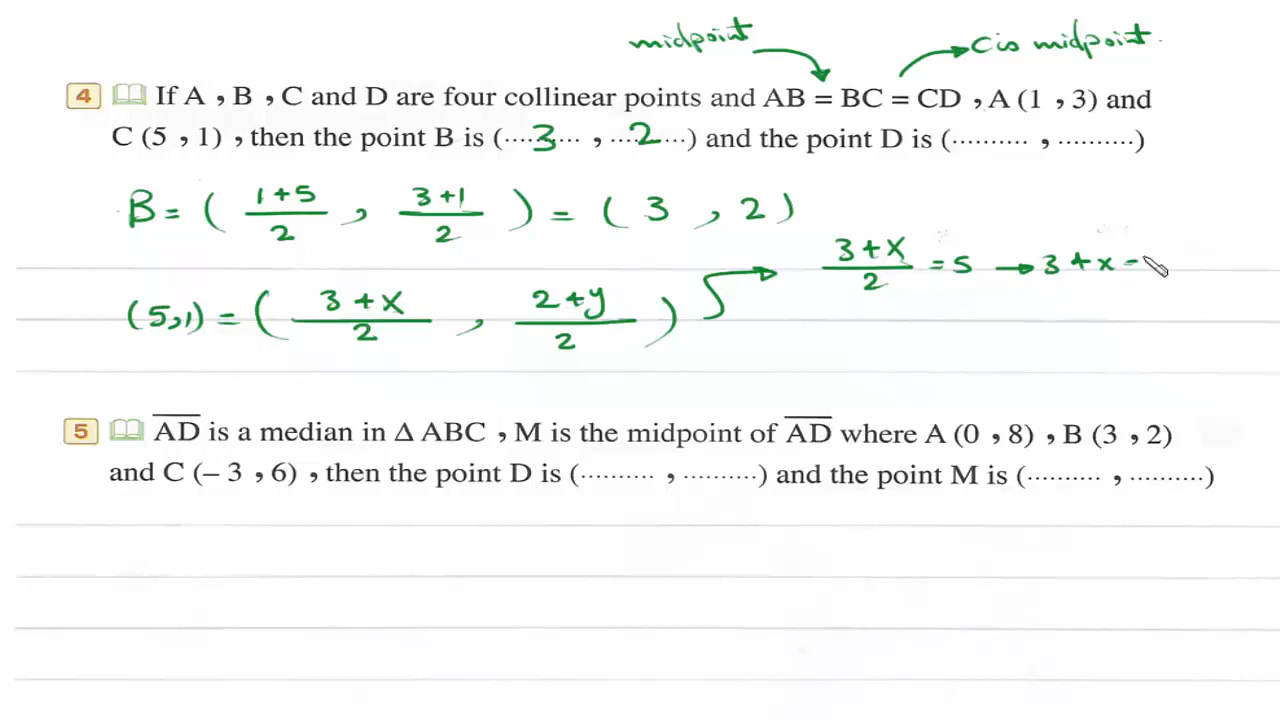 midpoint
C is midpoint.
4 If A , B , C and D are four collinear points and AB = BC = CD , A (1 , 3) and
C (5 , 1) , then the point B is (.....3..... , ....2......) and the point D is (.......... , ..........)
B = ( 1+5/2 , 3+1/2 ) = ( 3 , 2 )
3+x/2 = 5 → 3+x =
(5,1) = ( 3+x/2 , 2+y/2 )
5 AD is a median in Δ ABC , M is the midpoint of AD where A (0 , 8) , B (3 , 2)
and C (– 3 , 6) , then the point D is (.......... , ..........) and the point M is (.......... , ..........)